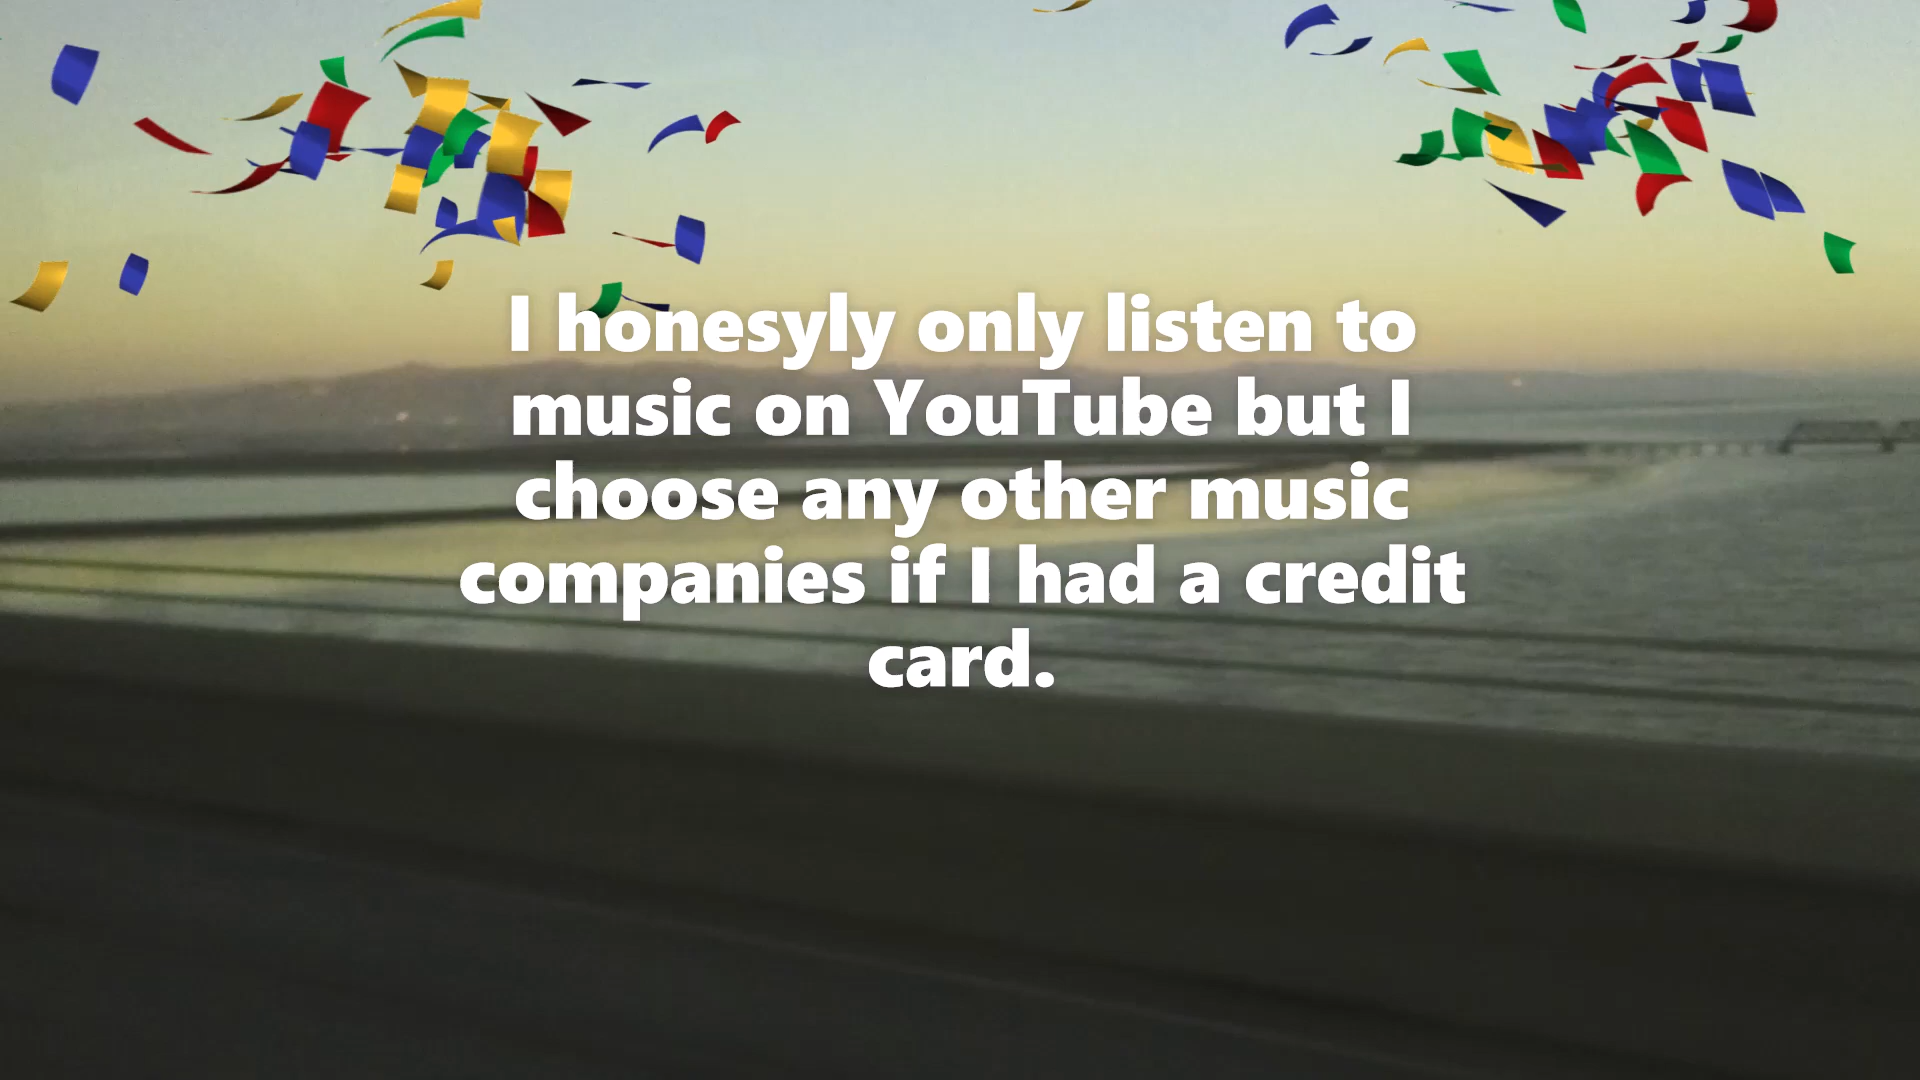 I honesyly only listen to
music on YouTube but I
choose any other music
companies if I had a credit
card.